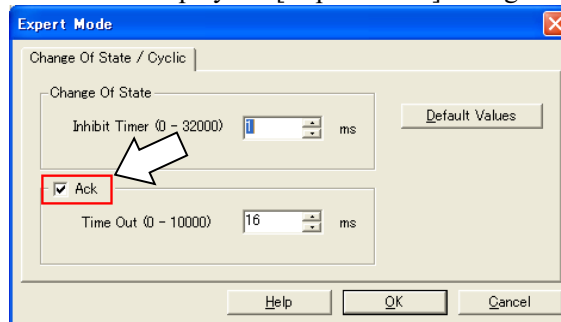 Expert Mode
Change Of State / Cyclic
Change Of State
Inhibit Timer (0 - 32000) 1 ms
Default Values
Ack
Time Out (0 - 10000) 16 ms
Help OK Cancel